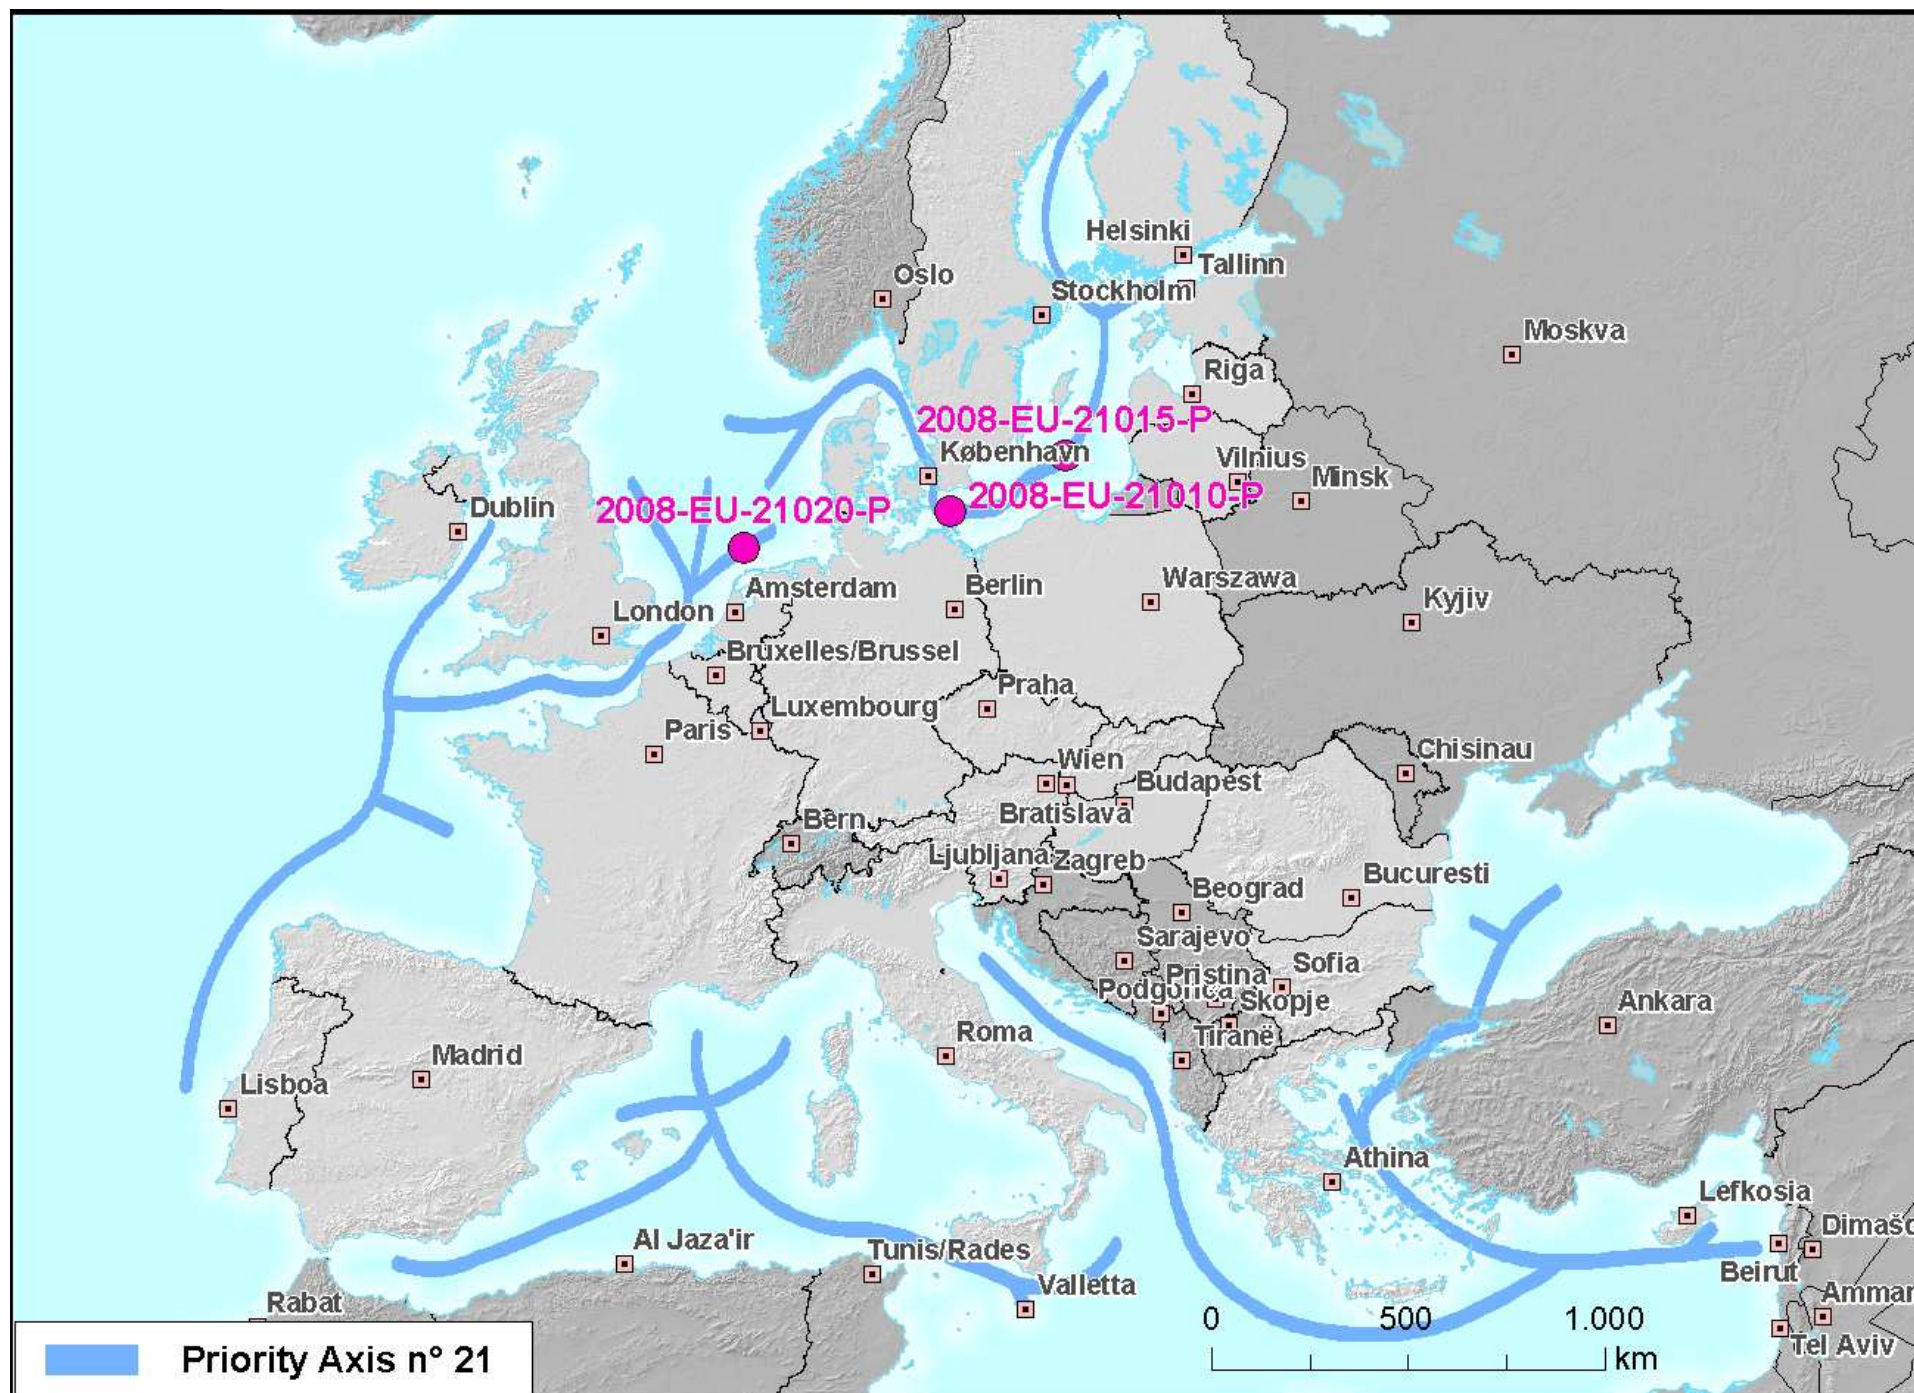 Helsinki
Tallinn
Oslo
Stockholm
Moskva
Riga
2008-EU-21015-P
København
Vilnius
Minsk
2008-EU-21010-P
Dublin
2008-EU-21020-P
Amsterdam
Berlin
Warszawa
Kyjiv
London
Bruxelles/Brussel
Praha
Luxembourg
Paris
Chisinau
Wien
Budapest
Bratislava
Bern
Ljubljana
Zagreb
Beograd
Bucuresti
Sarajevo
Pristina
Sofia
Podgorica
Skopje
Ankara
Roma
Tiranë
Madrid
Lisboa
Athina
Lefkosia
Dimašq
Al Jaza'ir
Tunis/Rades
Valletta
Beirut
Rabat
Amman
Tel Aviv
0 500 1.000
km
Priority Axis n° 21